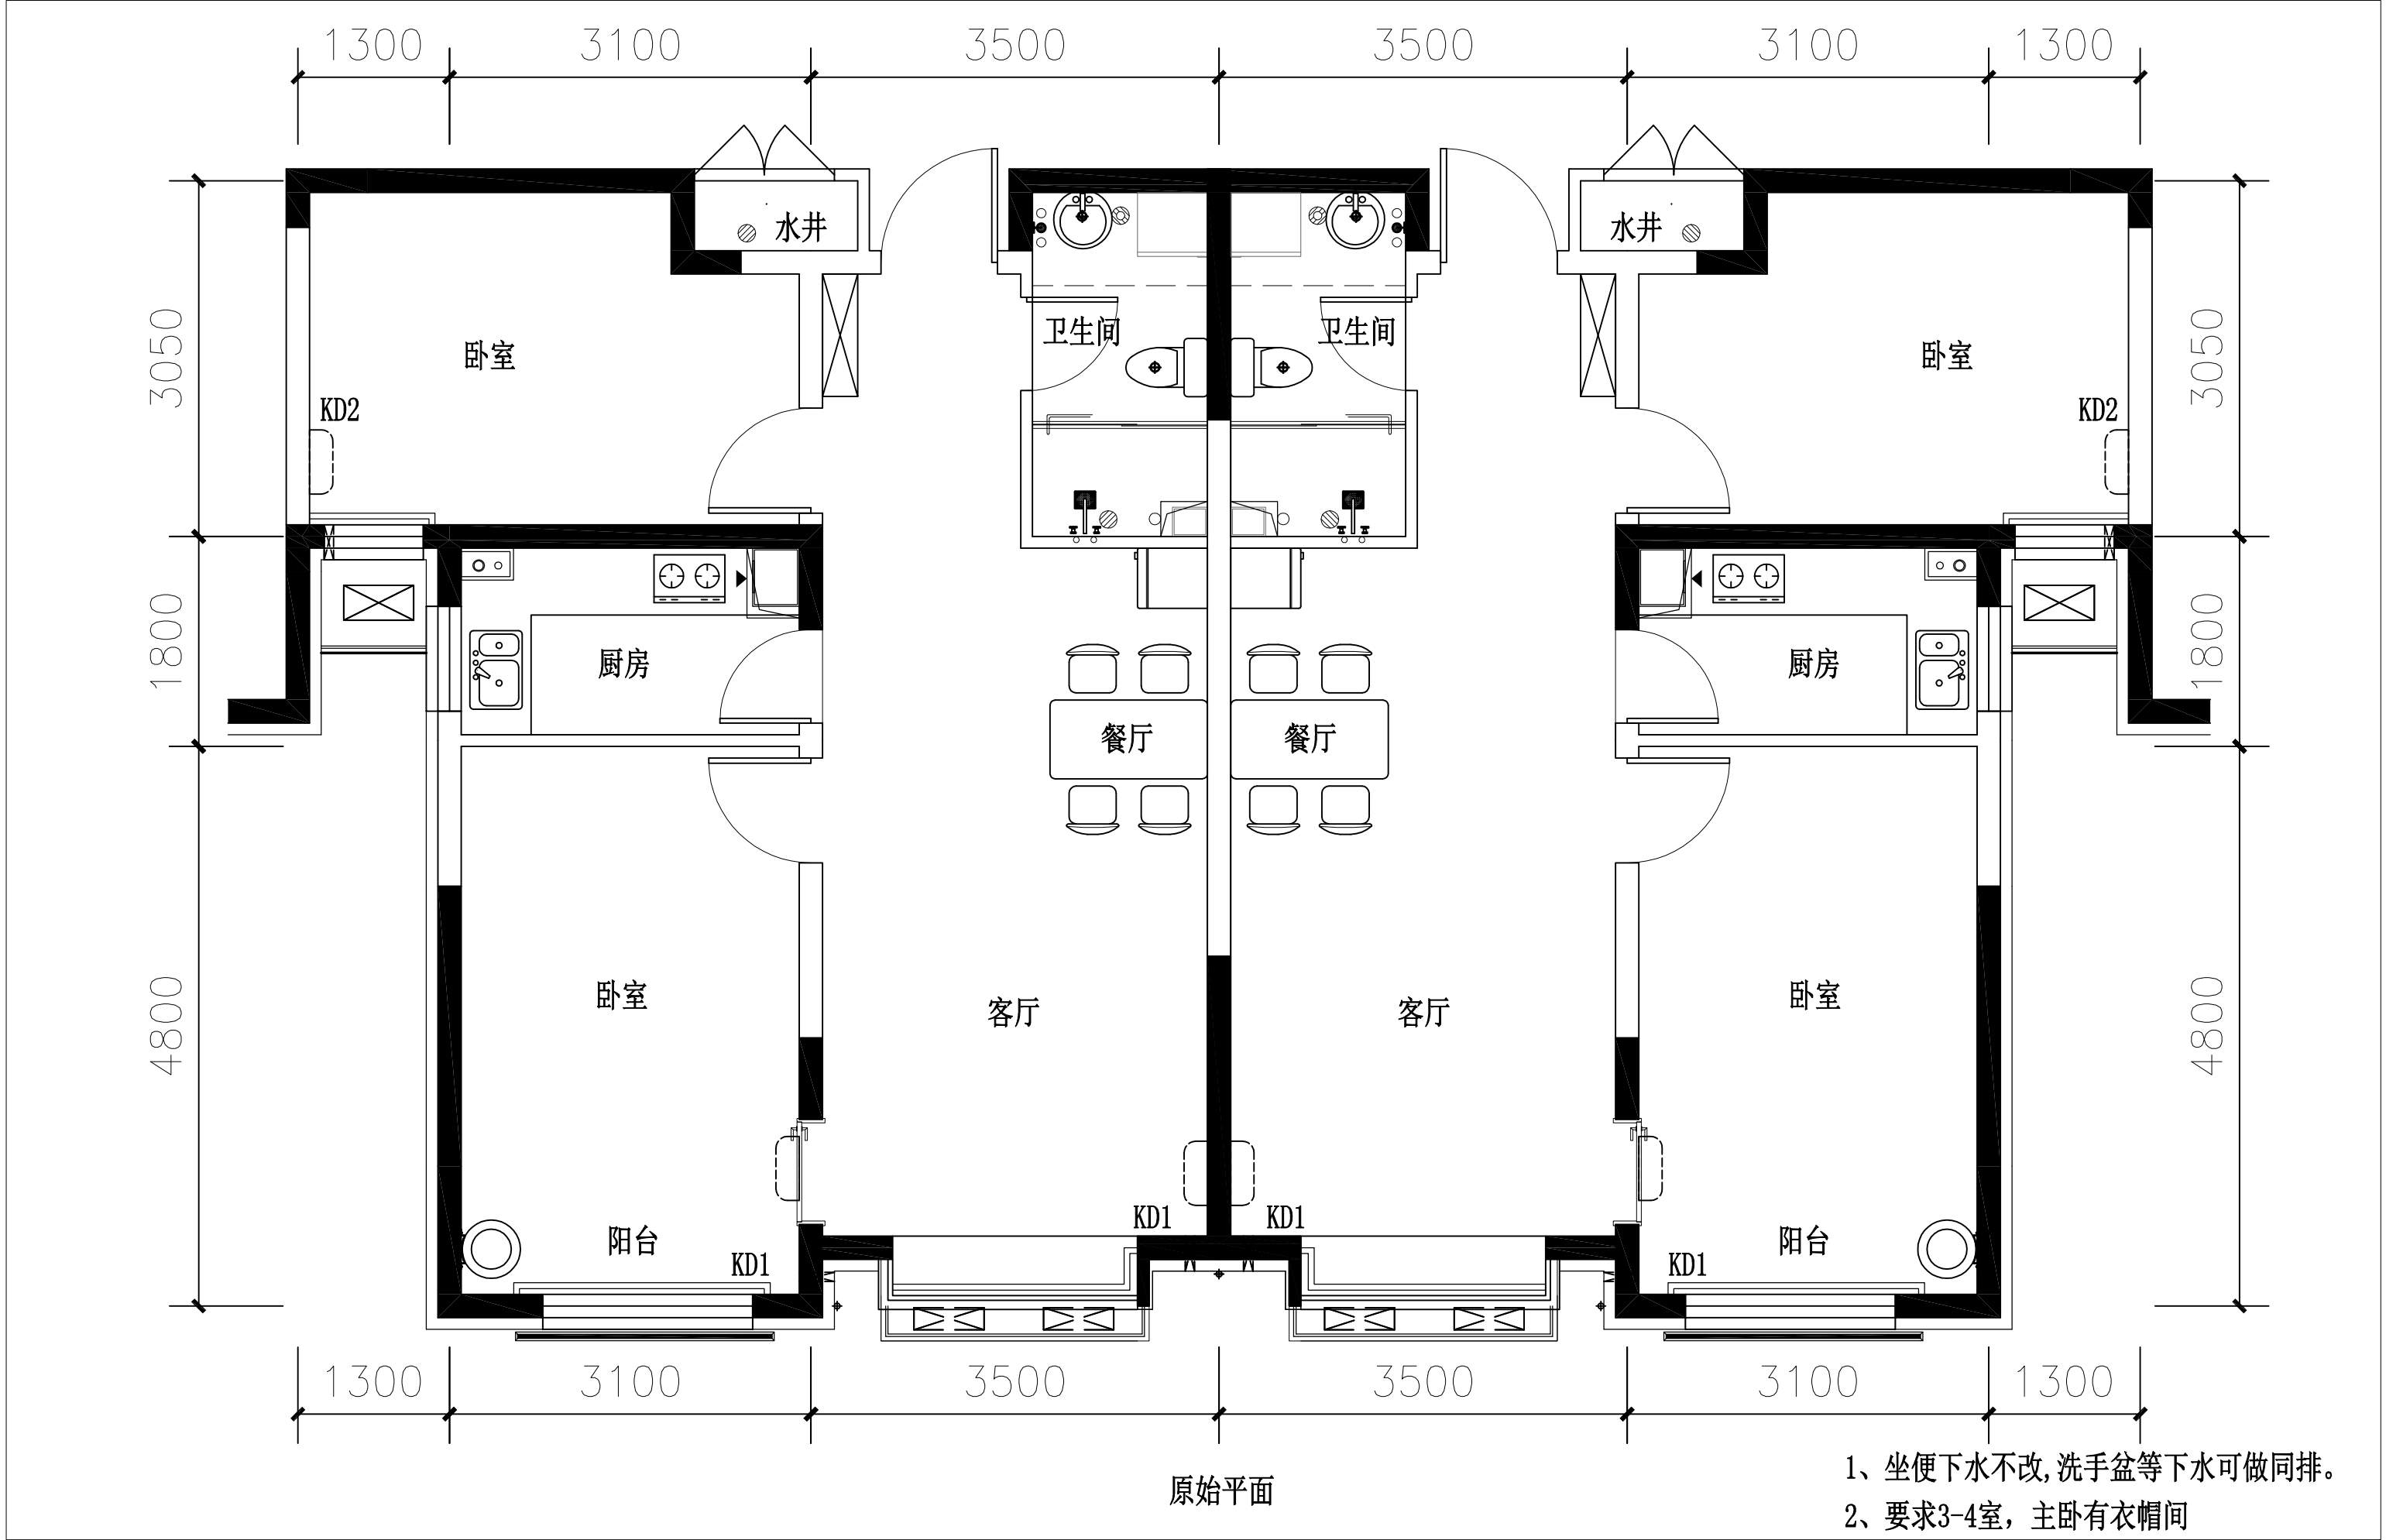 1300 3100 3500 3500 3100 1300
水井 水井
卫生间 卫生间
卧室 卧室
3050 3050
KD2 KD2
1800 1800
厨房 厨房
餐厅 餐厅
卧室 客厅 客厅 卧室
4800 4800
KD1 KD1
阳台 阳台
KD1 KD1
1300 3100 3500 3500 3100 1300
原始平面
1、坐便下水不改,洗手盆等下水可做同排。
2、要求3-4室，主卧有衣帽间